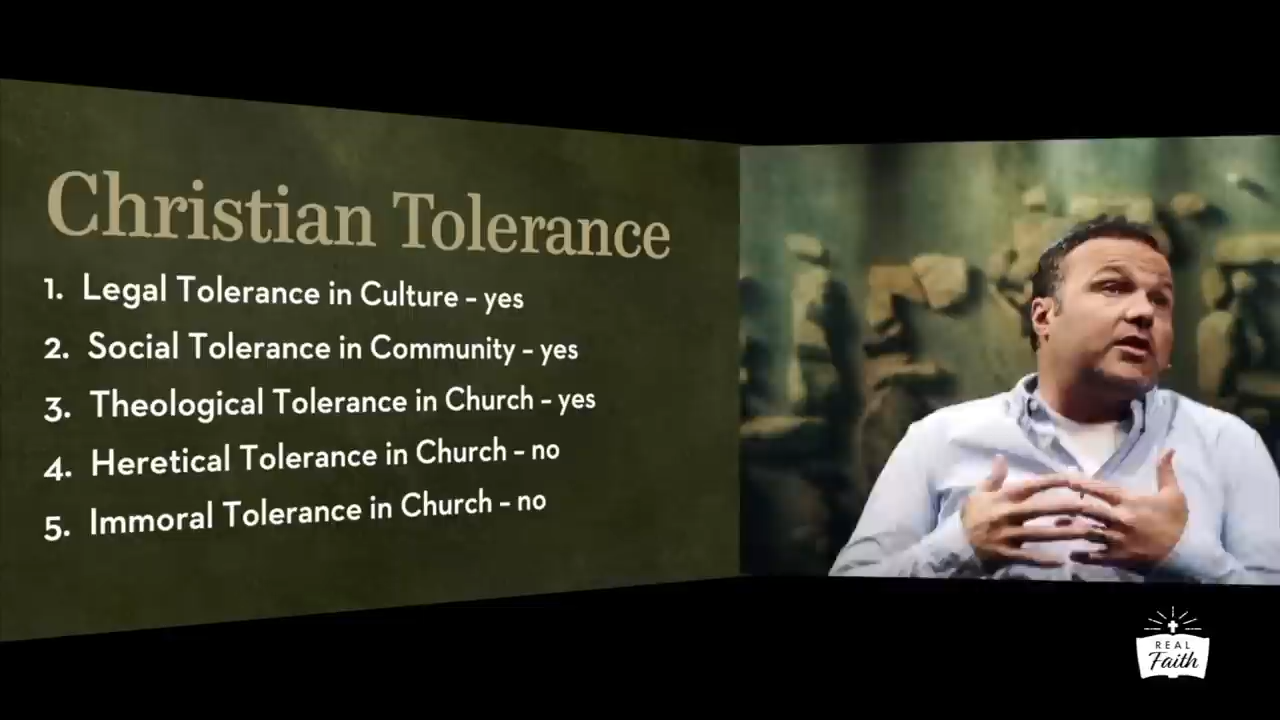 Christian Tolerance
1. Legal Tolerance in Culture - yes
2. Social Tolerance in Community - yes
3. Theological Tolerance in Church - yes
4. Heretical Tolerance in Church - no
5. Immoral Tolerance in Church - no
REAL
Faith